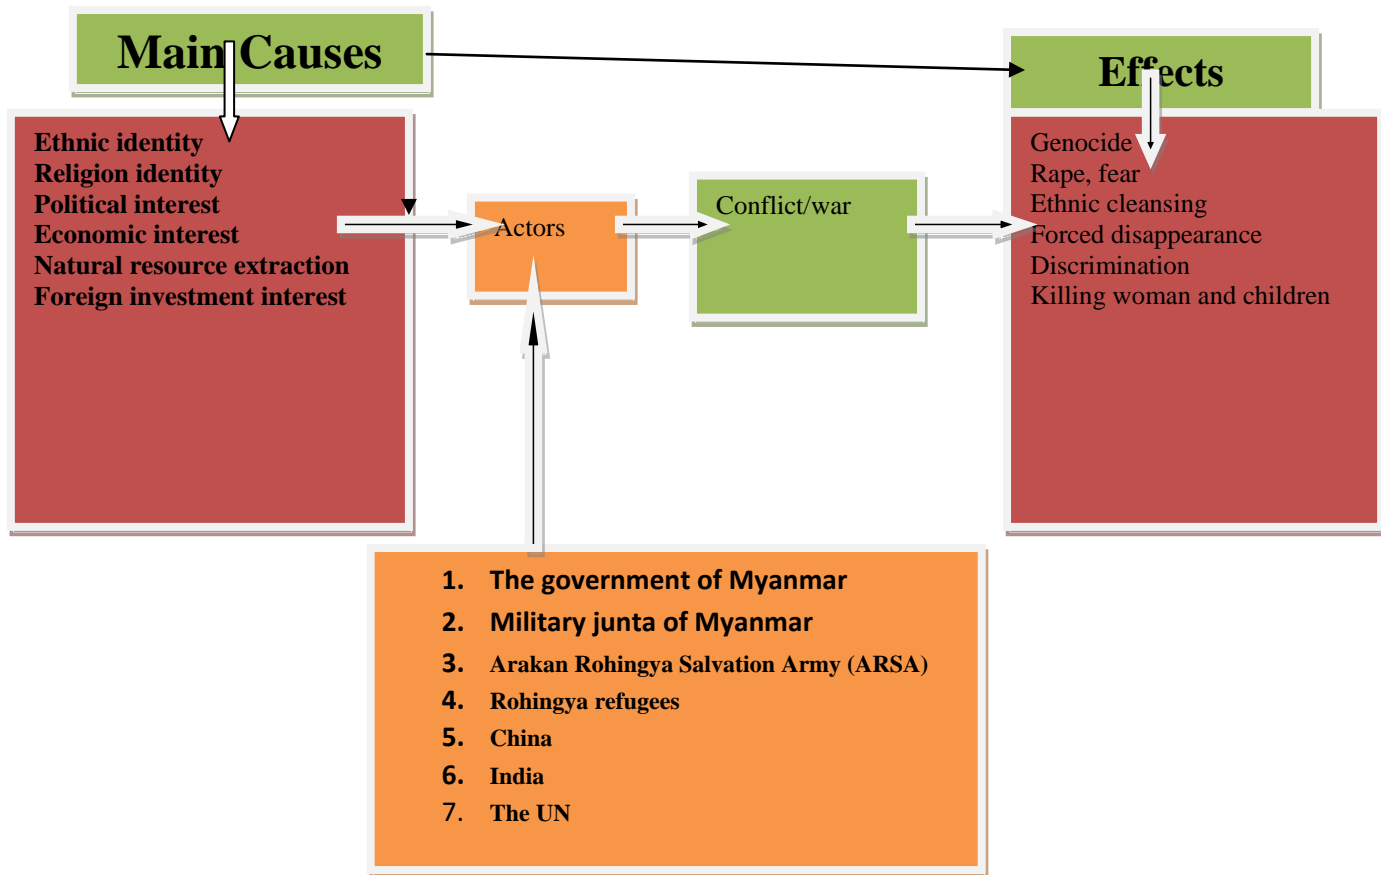 Main Causes
Effects
Ethnic identity
Religion identity
Political interest
Economic interest
Natural resource extraction
Foreign investment interest
Actors
Conflict/war
Genocide
Rape, fear
Ethnic cleansing
Forced disappearance
Discrimination
Killing woman and children
1. The government of Myanmar
2. Military junta of Myanmar
3. Arakan Rohingya Salvation Army (ARSA)
4. Rohingya refugees
5. China
6. India
7. The UN